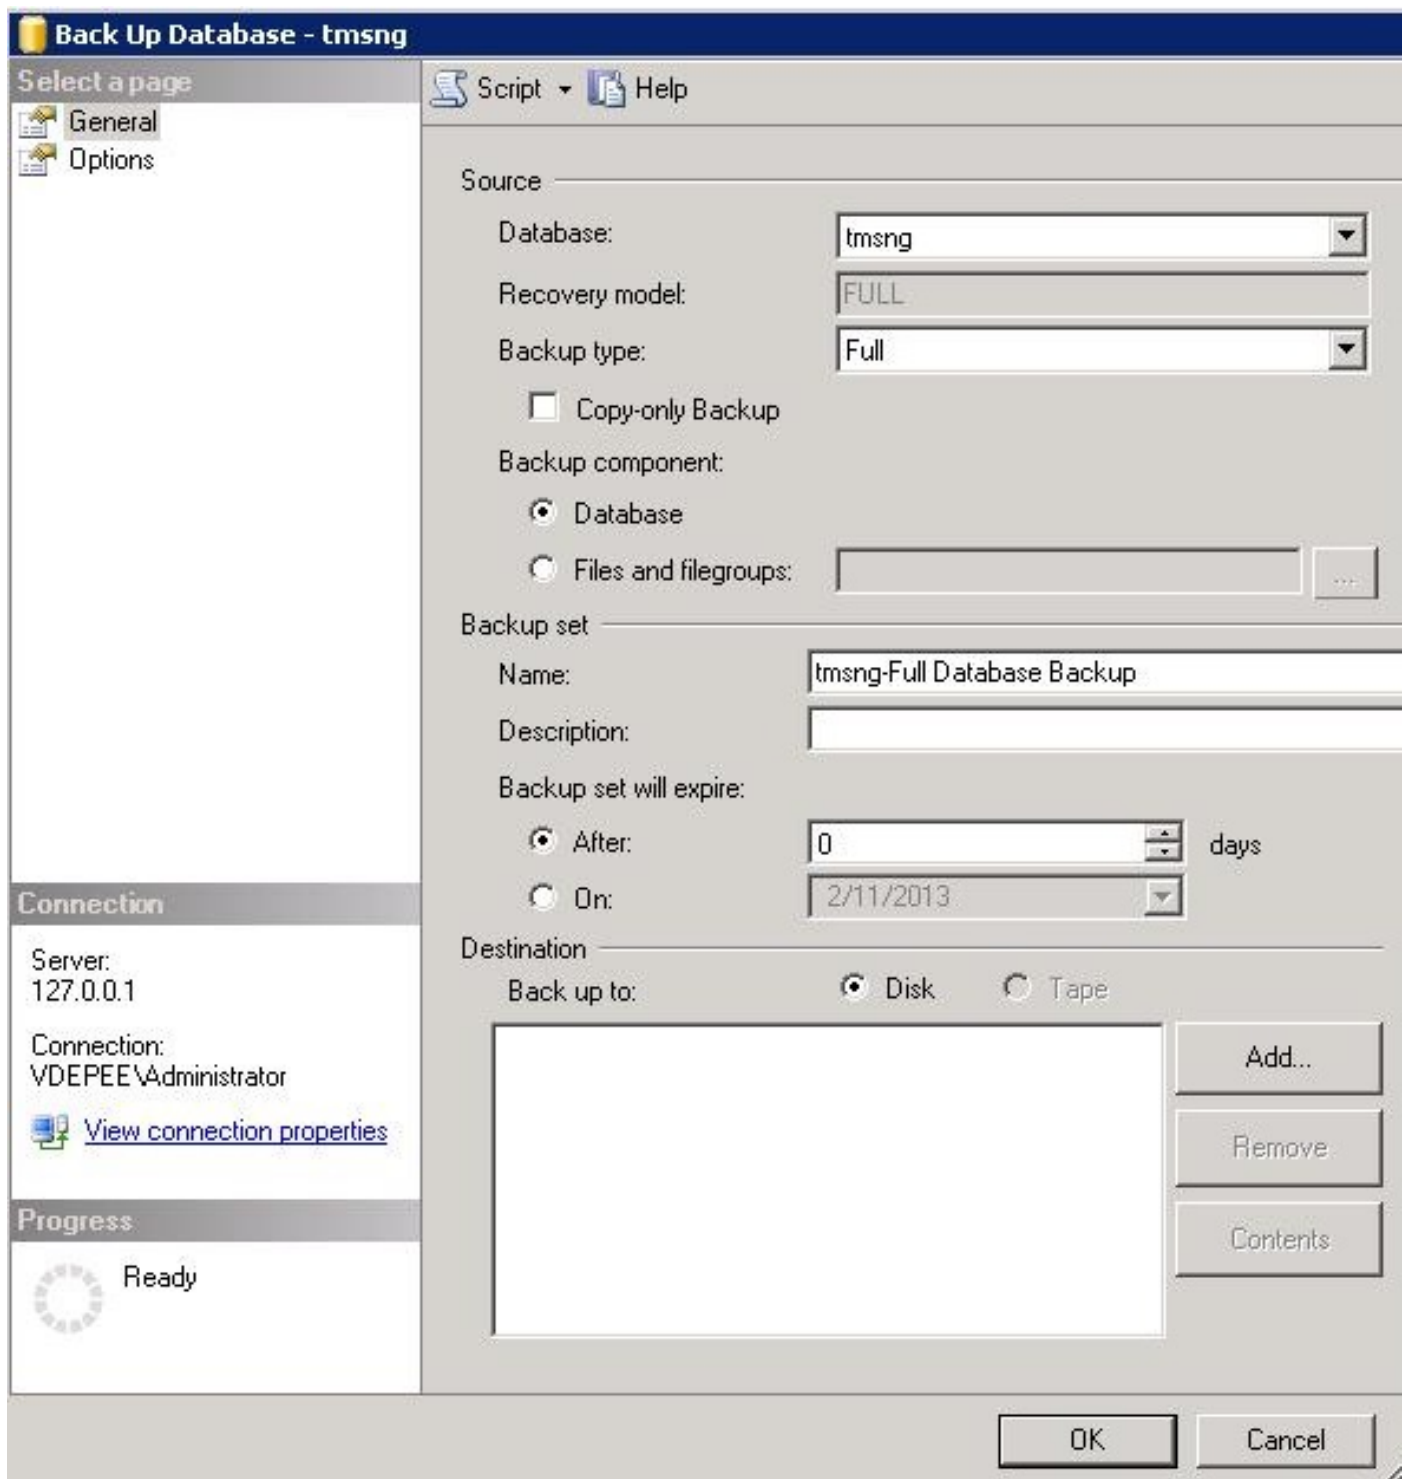 Back Up Database - tmsng
Select a page
General
Options
Script Help
Source
Database: tmsng
Recovery model: FULL
Backup type: Full
Copy-only Backup
Backup component:
Database
Files and filegroups: ...
Backup set
Name: tmsng-Full Database Backup
Description:
Backup set will expire:
After: 0 days
On: 2/11/2013
Destination
Back up to: Disk Tape
Add...
Remove
Contents
Connection
Server:
127.0.0.1
Connection:
VDEPEE\Administrator
View connection properties
Progress
Ready
OK Cancel